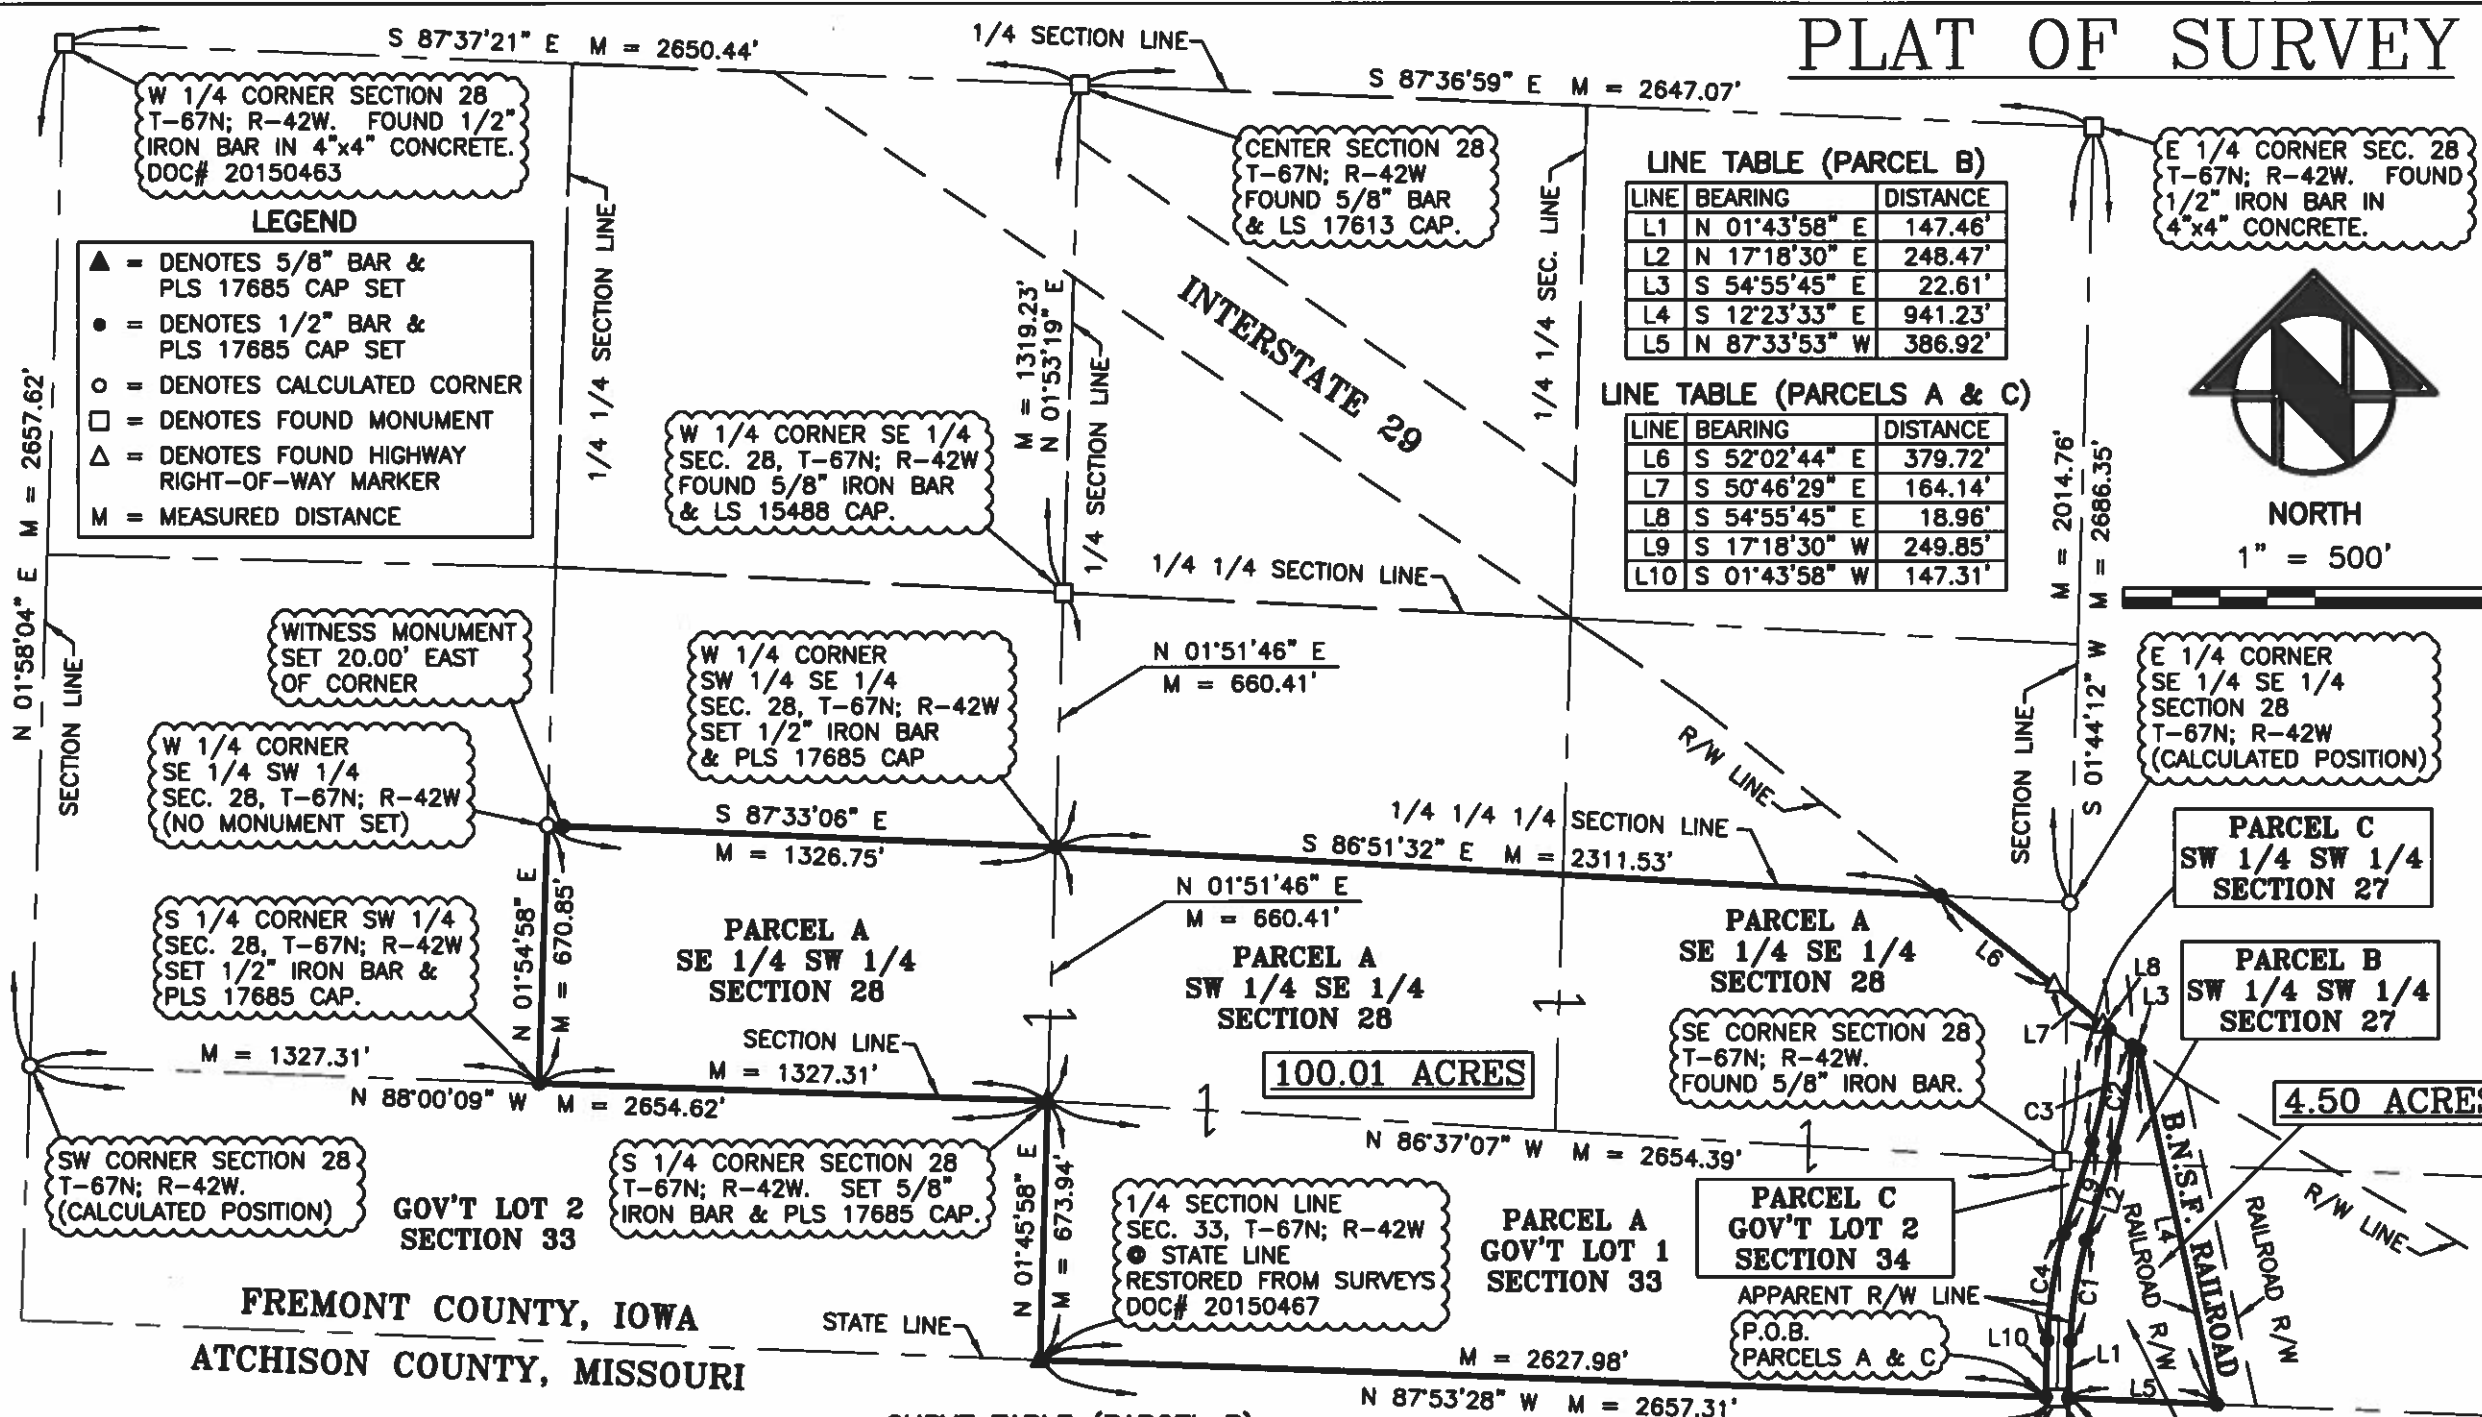 PLAT OF SURVEY
S 87°37'21" E M = 2650.44'
1/4 SECTION LINE
S 87°36'59" E M = 2647.07'
W 1/4 CORNER SECTION 28
T-67N; R-42W. FOUND 1/2"
IRON BAR IN 4"x4" CONCRETE.
DOC# 20150463
CENTER SECTION 28
T-67N; R-42W
FOUND 5/8" BAR
& LS 17613 CAP.
E 1/4 CORNER SEC. 28
T-67N; R-42W. FOUND
1/2" IRON BAR IN
4"x4" CONCRETE.
LEGEND
▲ = DENOTES 5/8" BAR &
PLS 17685 CAP SET
● = DENOTES 1/2" BAR &
PLS 17685 CAP SET
○ = DENOTES CALCULATED CORNER
□ = DENOTES FOUND MONUMENT
△ = DENOTES FOUND HIGHWAY
RIGHT-OF-WAY MARKER
M = MEASURED DISTANCE
LINE TABLE (PARCEL B)
LINE BEARING DISTANCE
L1 N 01°43'58" E 147.46'
L2 N 17°18'30" E 248.47'
L3 S 54°55'45" E 22.61'
L4 S 12°23'33" E 941.23'
L5 N 87°33'53" W 386.92'
LINE TABLE (PARCELS A & C)
LINE BEARING DISTANCE
L6 S 52°02'44" E 379.72'
L7 S 50°46'29" E 164.14'
L8 S 54°55'45" E 18.96'
L9 S 17°18'30" W 249.85'
L10 S 01°43'58" W 147.31'
NORTH
1" = 500'
N 01°58'04" E M = 2657.62'
SECTION LINE
1/4 1/4 SECTION LINE
M = 1319.23'
N 01°53'19" E
1/4 SECTION LINE
INTERSTATE 29
1/4 1/4 SEC. LINE
M = 2014.76'
S 01°44'12" W M = 2686.35'
SECTION LINE
W 1/4 CORNER SE 1/4
SEC. 28, T-67N; R-42W
FOUND 5/8" IRON BAR
& LS 15488 CAP.
1/4 1/4 SECTION LINE
WITNESS MONUMENT
SET 20.00' EAST
OF CORNER
W 1/4 CORNER
SW 1/4 SE 1/4
SEC. 28, T-67N; R-42W
SET 1/2" IRON BAR
& PLS 17685 CAP
N 01°51'46" E
M = 660.41'
R/W LINE
E 1/4 CORNER
SE 1/4 SE 1/4
SECTION 28
T-67N; R-42W
(CALCULATED POSITION)
W 1/4 CORNER
SE 1/4 SW 1/4
SEC. 28, T-67N; R-42W
(NO MONUMENT SET)
S 87°33'06" E
M = 1326.75'
1/4 1/4 1/4 SECTION LINE
S 86°51'32" E M = 2311.53'
PARCEL C
SW 1/4 SW 1/4
SECTION 27
N 01°54'58" E
M = 670.85'
S 1/4 CORNER SW 1/4
SEC. 28, T-67N; R-42W
SET 1/2" IRON BAR &
PLS 17685 CAP.
PARCEL A
SE 1/4 SW 1/4
SECTION 28
N 01°51'46" E
M = 660.41'
PARCEL A
SW 1/4 SE 1/4
SECTION 28
PARCEL A
SE 1/4 SE 1/4
SECTION 28
L6
L7
L8
L3
PARCEL B
SW 1/4 SW 1/4
SECTION 27
SE CORNER SECTION 28
T-67N; R-42W.
FOUND 5/8" IRON BAR.
100.01 ACRES
4.50 ACRES
M = 1327.31'
SECTION LINE
M = 1327.31'
N 88°00'09" W M = 2654.62'
N 86°37'07" W M = 2654.39'
C3
C2
L9
L2
L4
B.N.S.F. RAILROAD
RAILROAD R/W
RAILROAD R/W
R/W LINE
SW CORNER SECTION 28
T-67N; R-42W.
(CALCULATED POSITION)
GOV'T LOT 2
SECTION 33
S 1/4 CORNER SECTION 28
T-67N; R-42W. SET 5/8"
IRON BAR & PLS 17685 CAP.
N 01°45'58" E
M = 673.94'
1/4 SECTION LINE
SEC. 33, T-67N; R-42W
@ STATE LINE
RESTORED FROM SURVEYS
DOC# 20150467
PARCEL A
GOV'T LOT 1
SECTION 33
PARCEL C
GOV'T LOT 2
SECTION 34
APPARENT R/W LINE
C4
C1
P.O.B.
PARCELS A & C
L10
L1
L5
FREMONT COUNTY, IOWA
STATE LINE
ATCHISON COUNTY, MISSOURI
M = 2627.98'
N 87°53'28" W M = 2657.31'